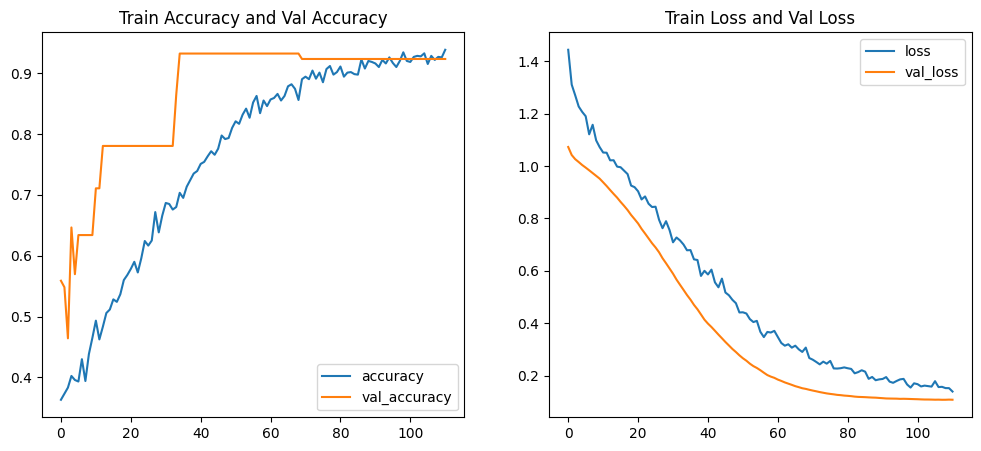 Train Accuracy and Val Accuracy
0.9
0.8
0.7
0.6
0.5
0.4
accuracy
val_accuracy
0 20 40 60 80 100
Train Loss and Val Loss
loss
val_loss
1.4
1.2
1.0
0.8
0.6
0.4
0.2
0 20 40 60 80 100